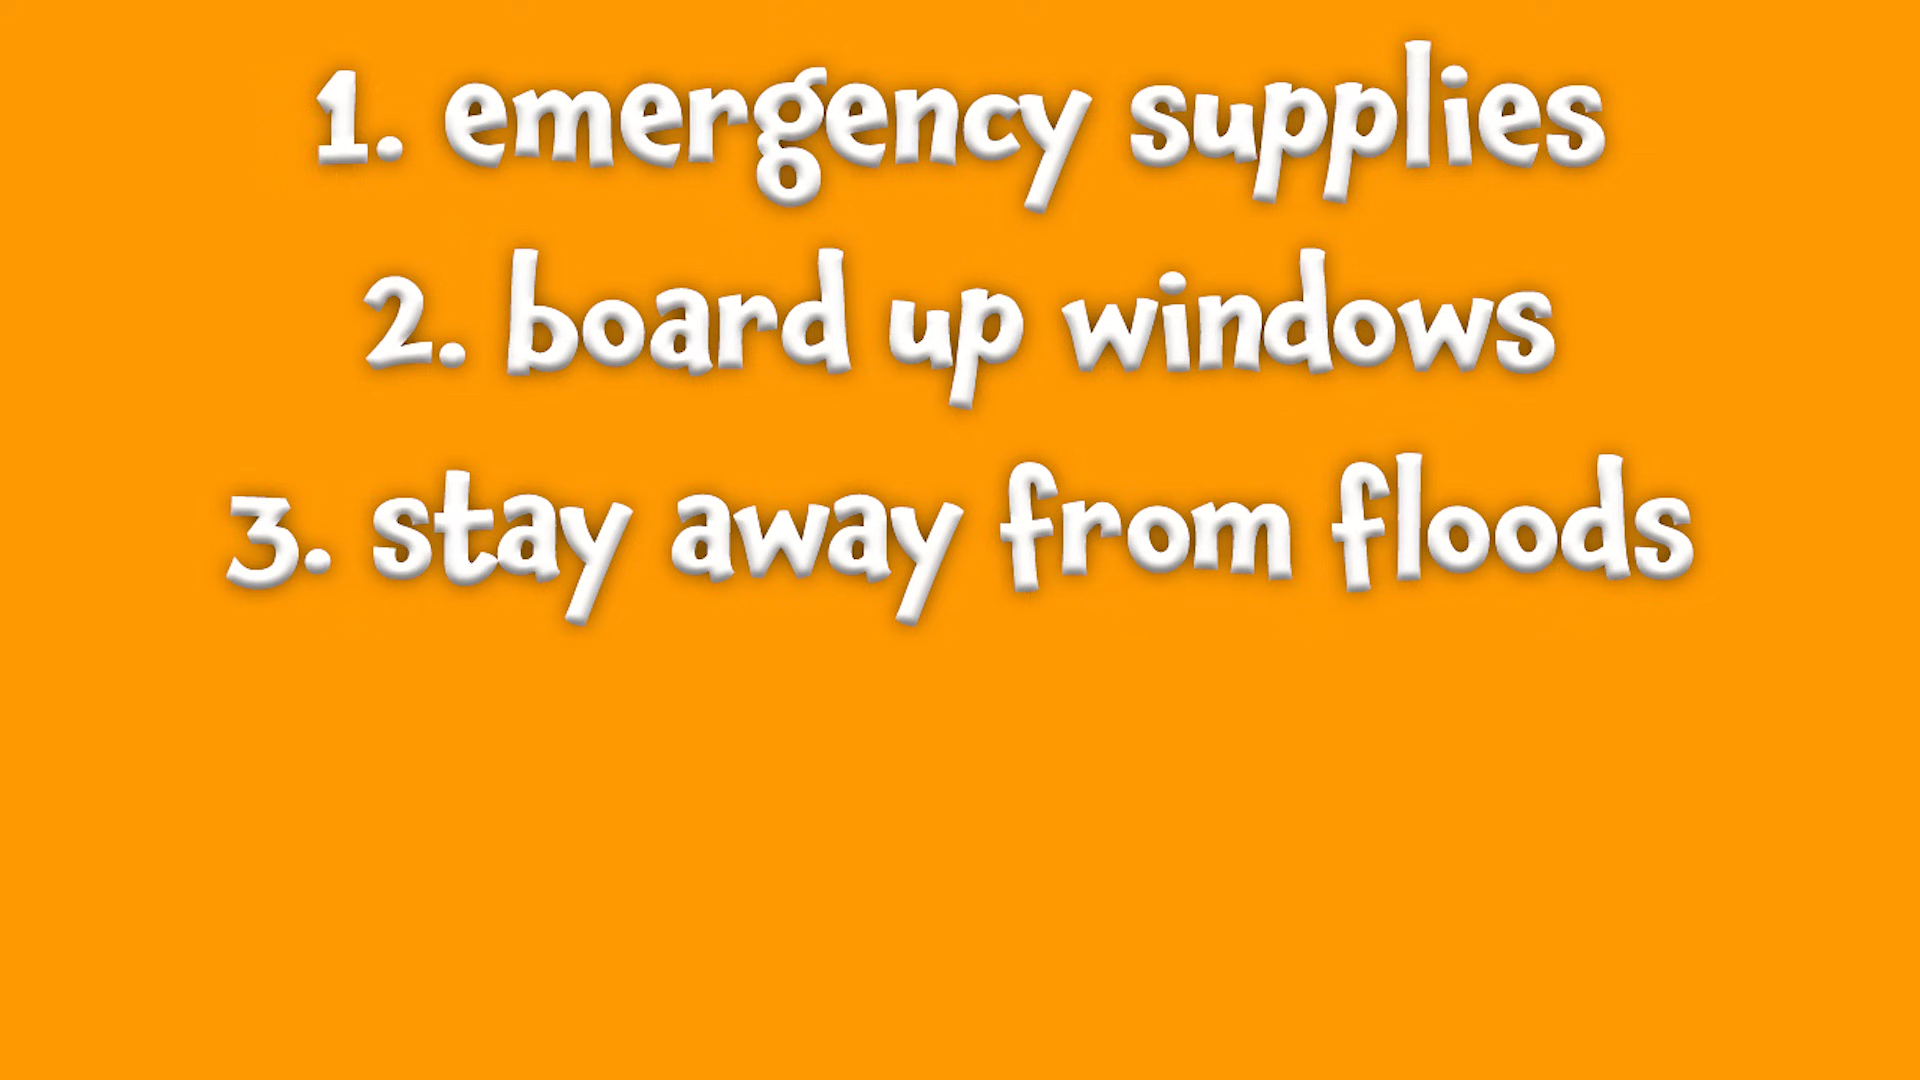 1. emergency supplies
2. board up windows
3. stay away from floods